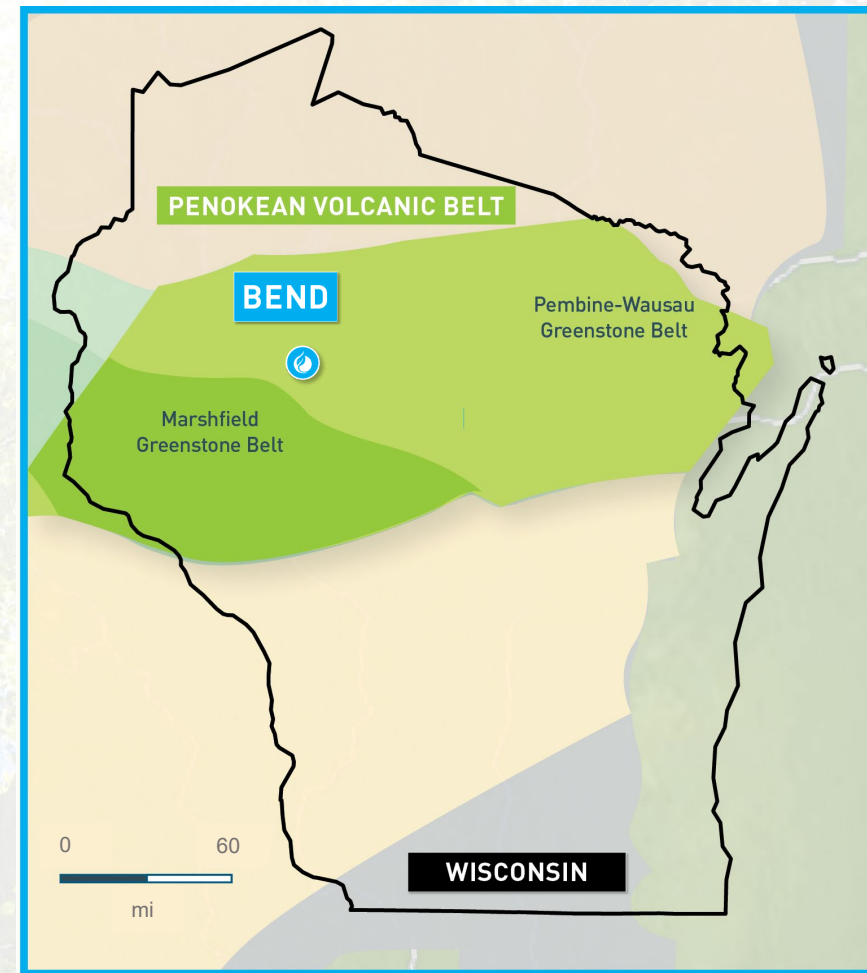 PENOKEAN VOLCANIC BELT
BEND
Pembine-Wausau
Greenstone Belt
Marshfield
Greenstone Belt
0 60
mi
WISCONSIN